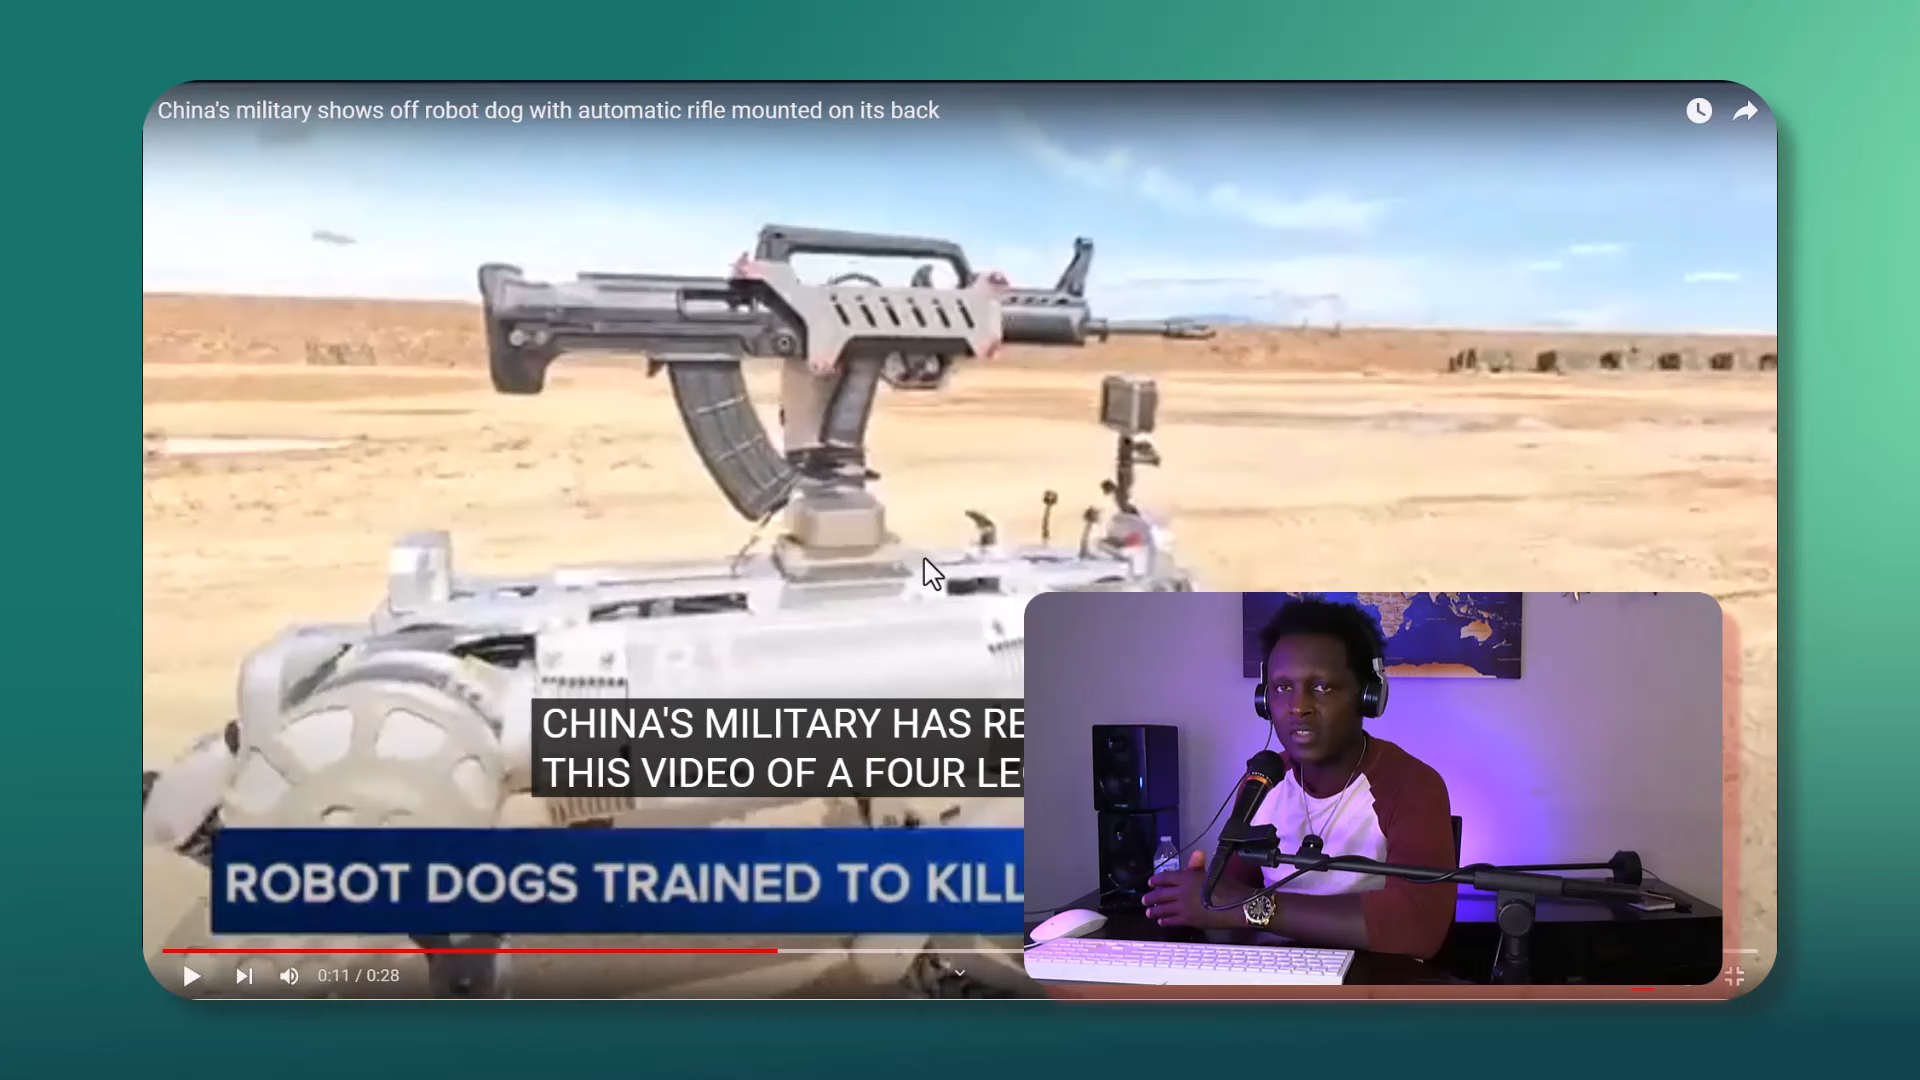 China's military shows off robot dog with automatic rifle mounted on its back
CHINA'S MILITARY HAS RE
THIS VIDEO OF A FOUR LE
ROBOT DOGS TRAINED TO KILL
0:11 / 0:28